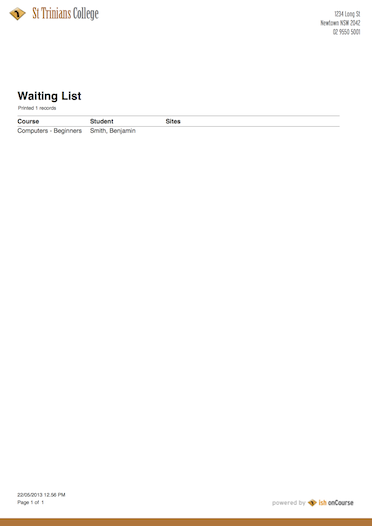 St Trinians College
1234 Long St
Newtown NSW 2042
02 9550 5001
Waiting List
Printed 1 records
Course Student Sites
Computers - Beginners Smith, Benjamin
22/05/2013 12.56 PM
Page 1 of 1
powered by ish onCourse